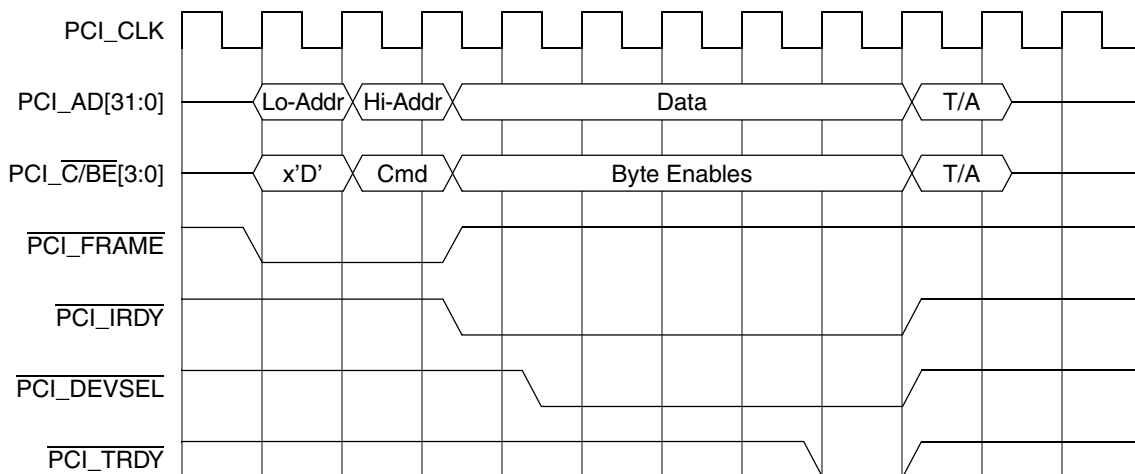 PCI_CLK
PCI_AD[31:0] Lo-Addr Hi-Addr Data T/A
PCI_C/BE[3:0] x'D' Cmd Byte Enables T/A
PCI_FRAME
PCI_IRDY
PCI_DEVSEL
PCI_TRDY